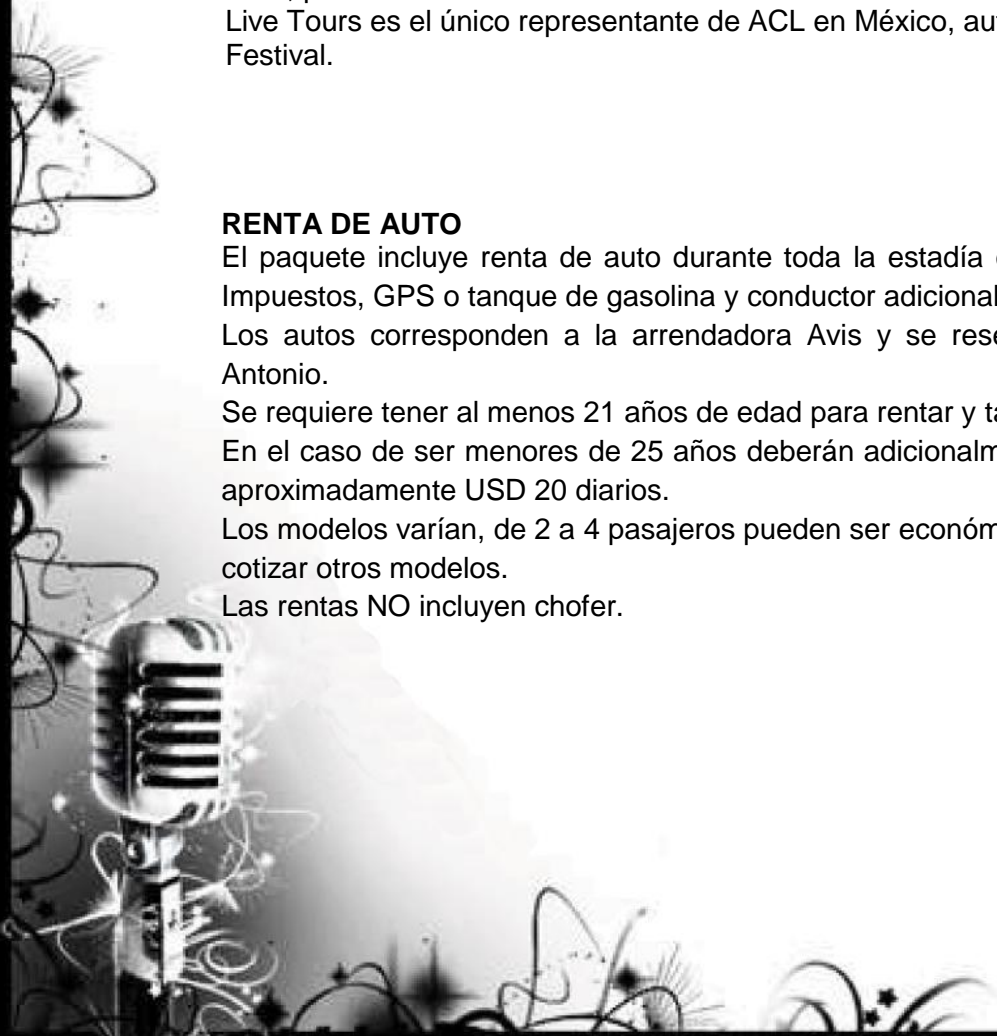 Live Tours es el único representante de ACL en México,
Festival.
RENTA DE AUTO
El paquete incluye renta de auto durante toda la estadía
Impuestos, GPS o tanque de gasolina y conductor adicional
Los autos corresponden a la arrendadora Avis y se
Antonio.
Se requiere tener al menos 21 años de edad para rentar y
En el caso de ser menores de 25 años deberán
aproximadamente USD 20 diarios.
Los modelos varían, de 2 a 4 pasajeros pueden ser
cotizar otros modelos.
Las rentas NO incluyen chofer.